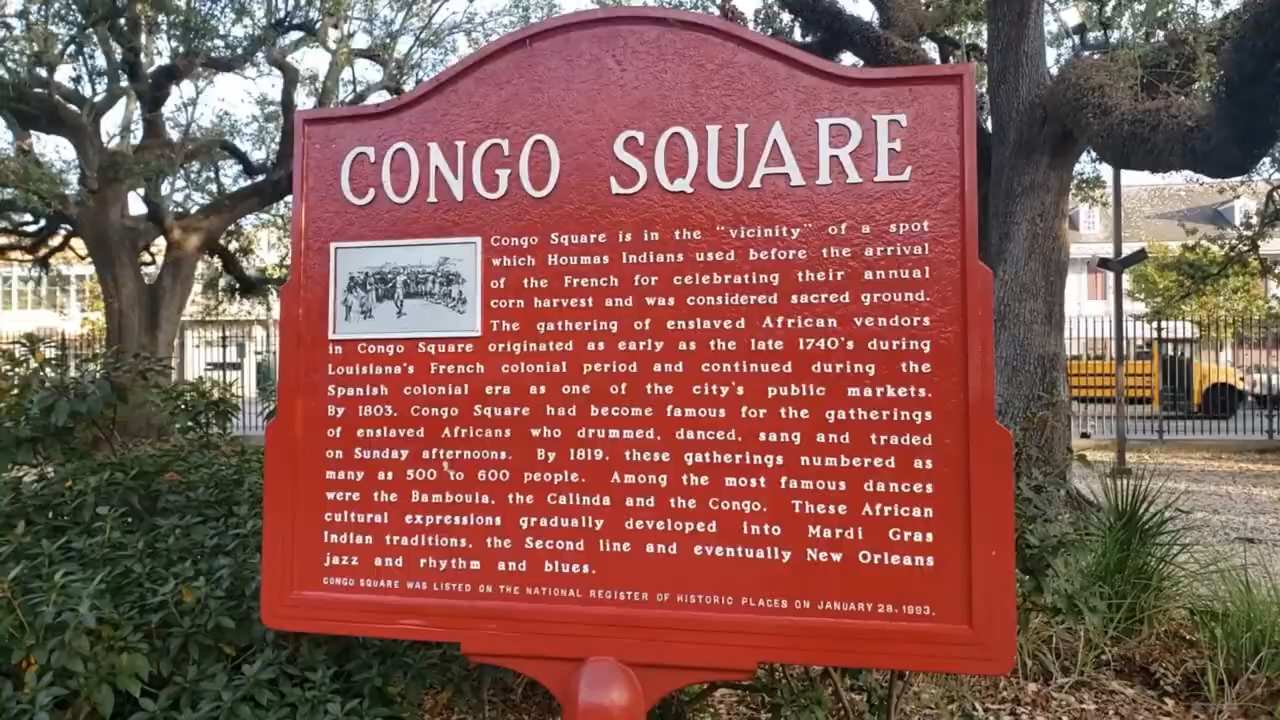 CONGO SQUARE
Congo Square is in the "vicinity" of a spot
which Houmas Indians used before the arrival
of the French for celebrating their annual
corn harvest and was considered sacred ground.
The gathering of enslaved African vendors
in Congo Square originated as early as the late 1740's during
Louisiana's French colonial period and continued during the
Spanish colonial era as one of the city's public markets.
By 1803, Congo Square had become famous for the gatherings
of enslaved Africans who drummed, danced, sang and traded
on Sunday afternoons. By 1819, these gatherings numbered as
many as 500 to 600 people. Among the most famous dances
were the Bamboula, the Calinda and the Congo. These African
cultural expressions gradually developed into Mardi Gras
Indian traditions, the Second line and eventually New Orleans
jazz and rhythm and blues.
CONGO SQUARE WAS LISTED ON THE NATIONAL REGISTER OF HISTORIC PLACES ON JANUARY 28, 1993.